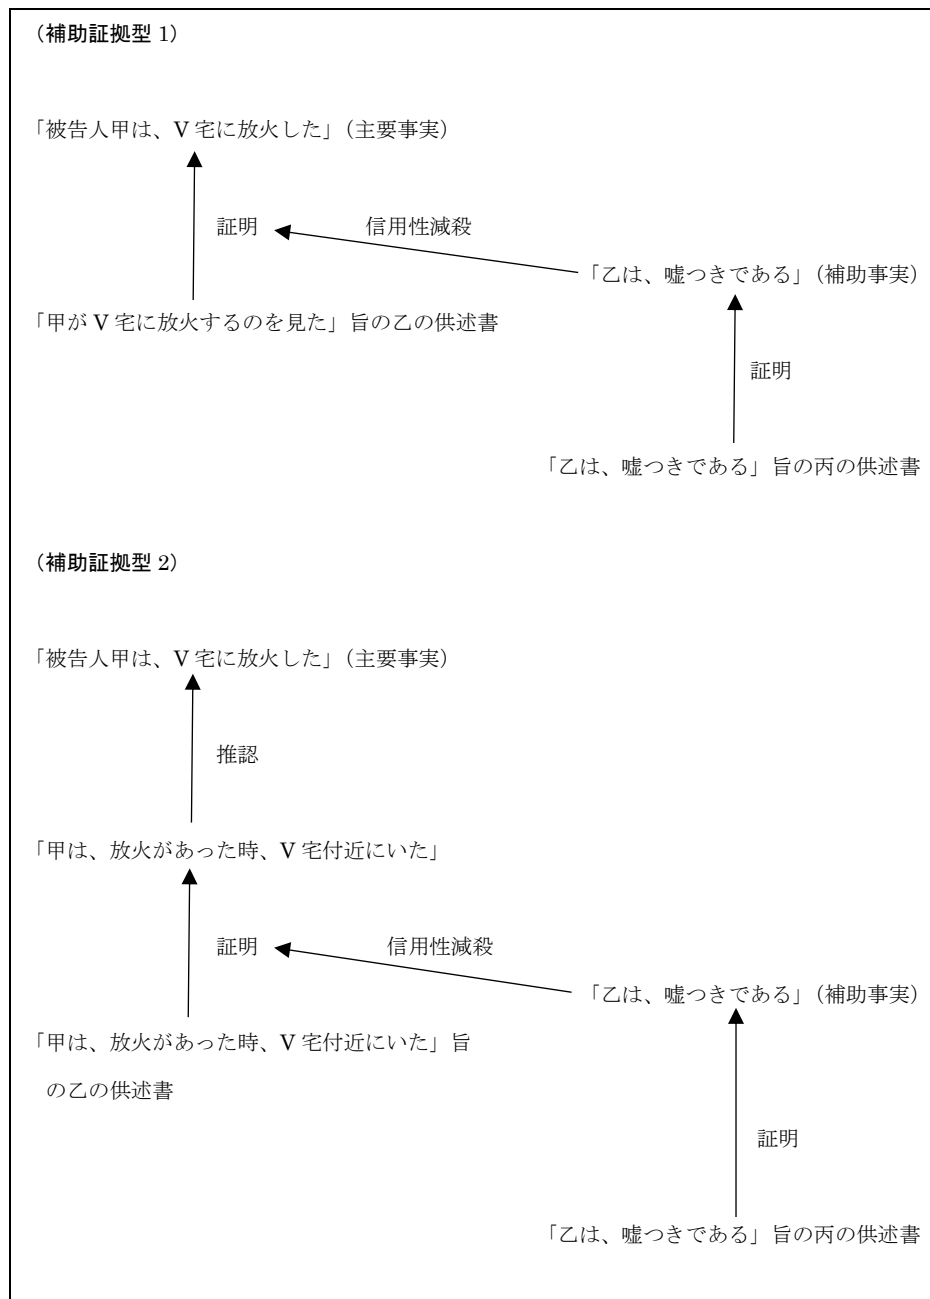 （補助証拠型 1）
「被告人甲は、V 宅に放火した」（主要事実）
証明
信用性減殺
「乙は、嘘つきである」（補助事実）
「甲が V 宅に放火するのを見た」旨の乙の供述書
証明
「乙は、嘘つきである」旨の丙の供述書
（補助証拠型 2）
「被告人甲は、V 宅に放火した」（主要事実）
推認
「甲は、放火があった時、V 宅付近にいた」
証明
信用性減殺
「乙は、嘘つきである」（補助事実）
「甲は、放火があった時、V 宅付近にいた」旨
の乙の供述書
証明
「乙は、嘘つきである」旨の丙の供述書